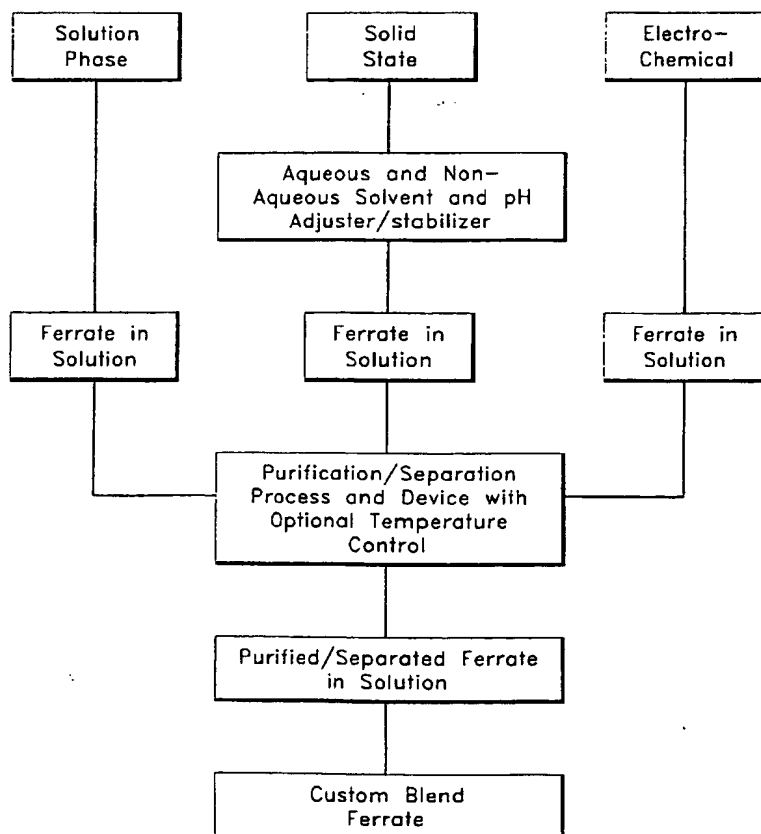 Solution
Phase
Solid
State
Electro-
Chemical
Aqueous and Non-
Aqueous Solvent and pH
Adjuster/stabilizer
Ferrate in
Solution
Ferrate in
Solution
Ferrate in
Solution
Purification/Separation
Process and Device with
Optional Temperature
Control
Purified/Separated Ferrate
in Solution
Custom Blend
Ferrate